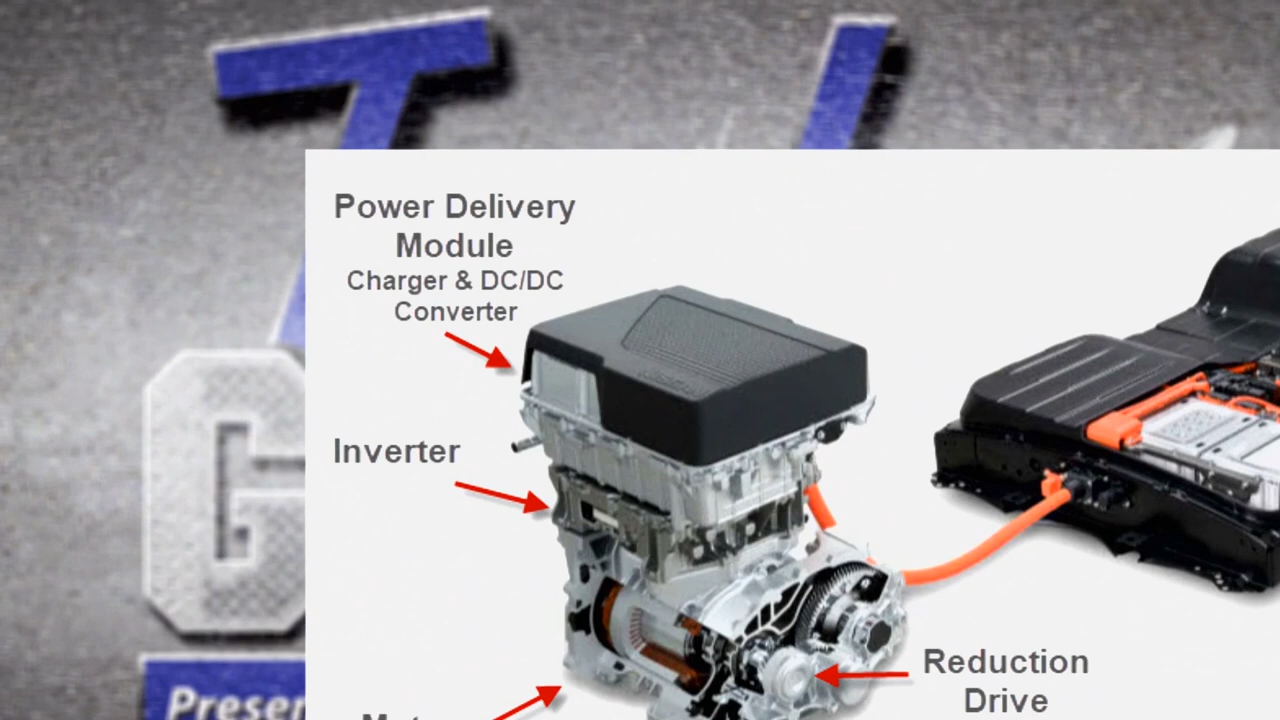 Power Delivery
Module
Charger & DC/DC
Converter
Inverter
Reduction
Drive